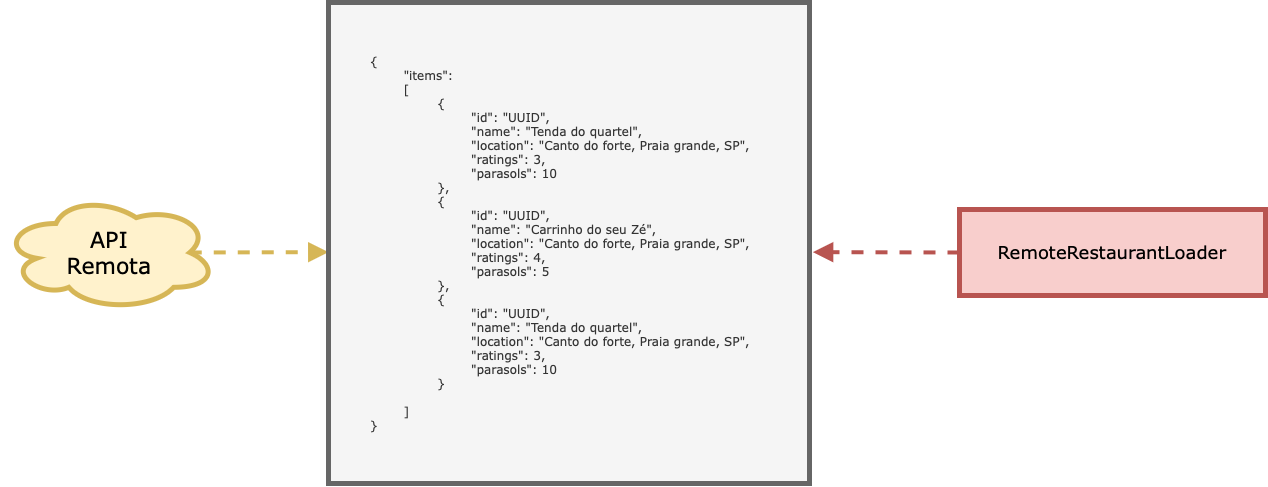 API
Remota
{
"items":
[
{
"id": "UUID",
"name": "Tenda do quartel",
"location": "Canto do forte, Praia grande, SP",
"ratings": 3,
"parasols": 10
},
{
"id": "UUID",
"name": "Carrinho do seu Zé",
"location": "Canto do forte, Praia grande, SP",
"ratings": 4,
"parasols": 5
},
{
"id": "UUID",
"name": "Tenda do quartel",
"location": "Canto do forte, Praia grande, SP",
"ratings": 3,
"parasols": 10
}
]
}
RemoteRestaurantLoader